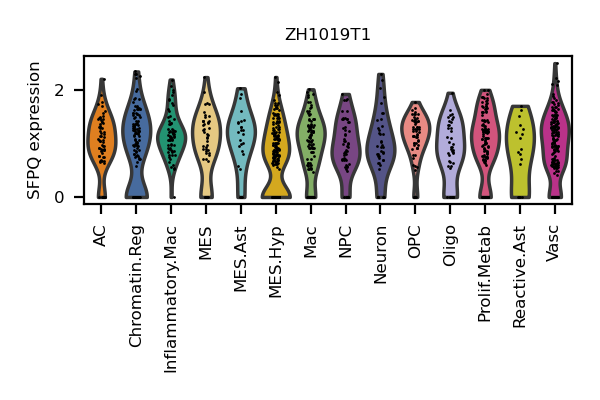 ZH1019T1
SFPQ expression
2
0
AC
Chromatin.Reg
Inflammatory.Mac
MES
MES.Ast
MES.Hyp
Mac
NPC
Neuron
OPC
Oligo
Prolif.Metab
Reactive.Ast
Vasc